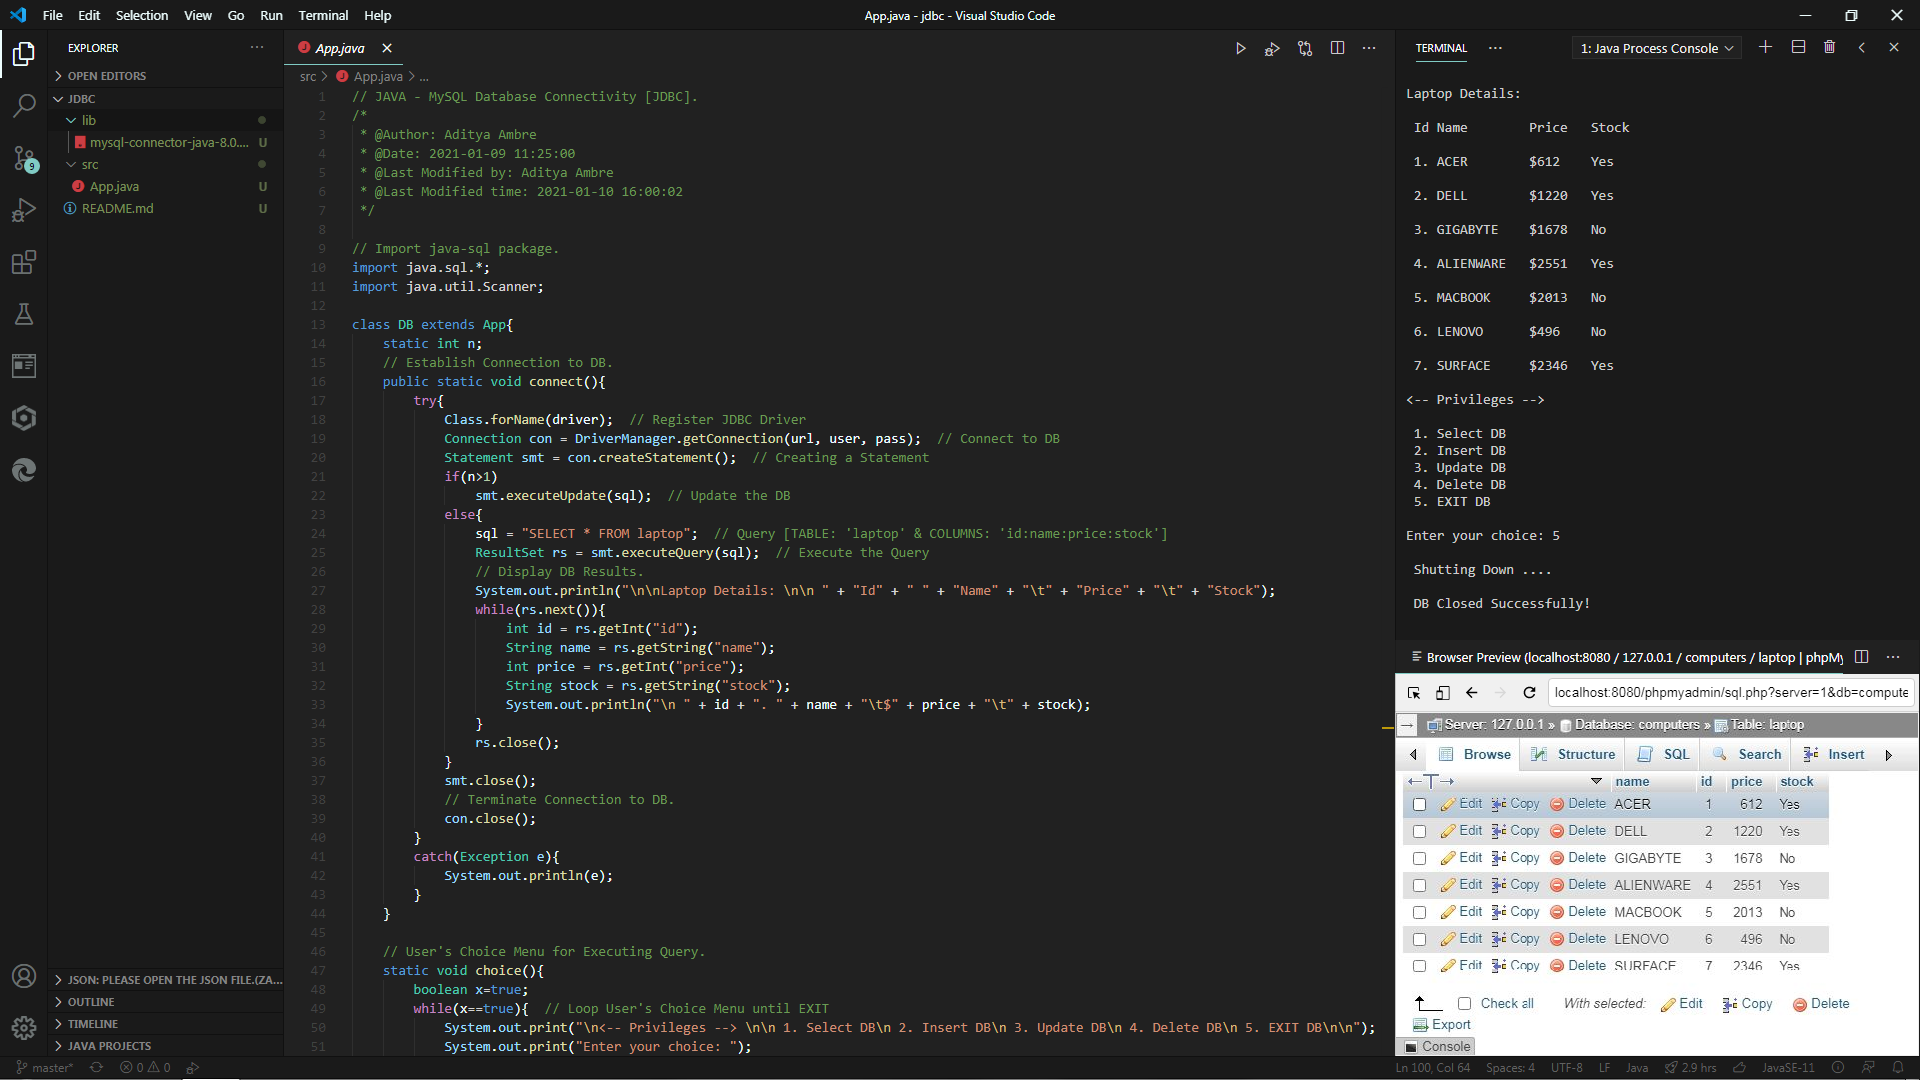 File Edit Selection View Go Run Terminal Help
App.java - jdbc - Visual Studio Code
EXPLORER
OPEN EDITORS
JDBC
lib
mysql-connector-java-8.0.... U
src
App.java U
README.md U
9
JSON: PLEASE OPEN THE JSON FILE.(ZA...
OUTLINE
TIMELINE
JAVA PROJECTS
App.java
src > App.java > ...
1 // JAVA - MySQL Database Connectivity [JDBC].
2 /*
3 * @Author: Aditya Ambre
4 * @Date: 2021-01-09 11:25:00
5 * @Last Modified by: Aditya Ambre
6 * @Last Modified time: 2021-01-10 16:00:02
7 */
8
9 // Import java-sql package.
10 import java.sql.*;
11 import java.util.Scanner;
12
13 class DB extends App{
14 static int n;
15 // Establish Connection to DB.
16 public static void connect(){
17 try{
18 Class.forName(driver); // Register JDBC Driver
19 Connection con = DriverManager.getConnection(url, user, pass); // Connect to DB
20 Statement smt = con.createStatement(); // Creating a Statement
21 if(n>1)
22 smt.executeUpdate(sql); // Update the DB
23 else{
24 sql = "SELECT * FROM laptop"; // Query [TABLE: 'laptop' & COLUMNS: 'id:name:price:stock']
25 ResultSet rs = smt.executeQuery(sql); // Execute the Query
26 // Display DB Results.
27 System.out.println("\n\nLaptop Details: \n\n " + "Id" + " " + "Name" + "\t" + "Price" + "\t" + "Stock");
28 while(rs.next()){
29 int id = rs.getInt("id");
30 String name = rs.getString("name");
31 int price = rs.getInt("price");
32 String stock = rs.getString("stock");
33 System.out.println("\n " + id + ". " + name + "\t$" + price + "\t" + stock);
34 }
35 rs.close();
36 }
37 smt.close();
38 // Terminate Connection to DB.
39 con.close();
40 }
41 catch(Exception e){
42 System.out.println(e);
43 }
44 }
45
46 // User's Choice Menu for Executing Query.
47 static void choice(){
48 boolean x=true;
49 while(x==true){ // Loop User's Choice Menu until EXIT
50 System.out.print("\n<-- Privileges --> \n\n 1. Select DB\n 2. Insert DB\n 3. Update DB\n 4. Delete DB\n 5. EXIT DB\n\n");
51 System.out.print("Enter your choice: ");
TERMINAL 1: Java Process Console
Laptop Details:
Id Name Price Stock
1. ACER $612 Yes
2. DELL $1220 Yes
3. GIGABYTE $1678 No
4. ALIENWARE $2551 Yes
5. MACBOOK $2013 No
6. LENOVO $496 No
7. SURFACE $2346 Yes
<-- Privileges -->
1. Select DB
2. Insert DB
3. Update DB
4. Delete DB
5. EXIT DB
Enter your choice: 5
Shutting Down ....
DB Closed Successfully!
Browser Preview (localhost:8080 / 127.0.0.1 / computers / laptop | phpMy
localhost:8080/phpmyadmin/sql.php?server=1&db=compute
Server: 127.0.0.1 » Database: computers » Table: laptop
Browse Structure SQL Search Insert
name id price stock
Edit Copy Delete ACER 1 612 Yes
Edit Copy Delete DELL 2 1220 Yes
Edit Copy Delete GIGABYTE 3 1678 No
Edit Copy Delete ALIENWARE 4 2551 Yes
Edit Copy Delete MACBOOK 5 2013 No
Edit Copy Delete LENOVO 6 496 No
Edit Copy Delete SURFACE 7 2346 Yes
Check all With selected: Edit Copy Delete
Export
Console
master* 0 0
Ln 100, Col 64 Spaces: 4 UTF-8 LF Java 2.9 hrs JavaSE-11